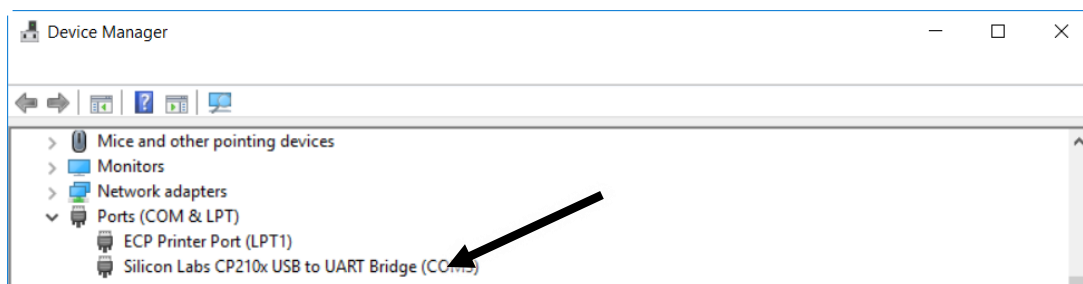 Device Manager
Mice and other pointing devices
Monitors
Network adapters
Ports (COM & LPT)
ECP Printer Port (LPT1)
Silicon Labs CP210x USB to UART Bridge